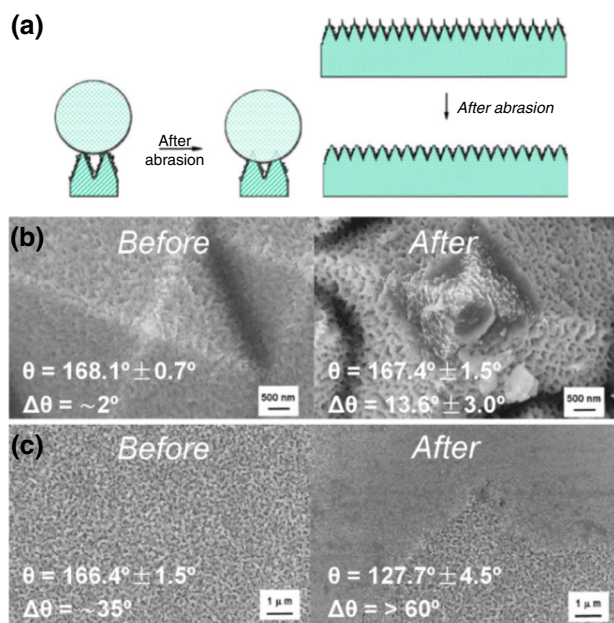 (a)
After
abrasion
After abrasion
(b)
Before
After
θ = 168.1º ± 0.7º
Δθ = ~2º
500 nm
θ = 167.4º ± 1.5º
Δθ = 13.6º ± 3.0º
500 nm
(c)
Before
After
θ = 166.4º ± 1.5º
Δθ = ~35º
1 μm
θ = 127.7º ± 4.5º
Δθ = > 60º
1 μm